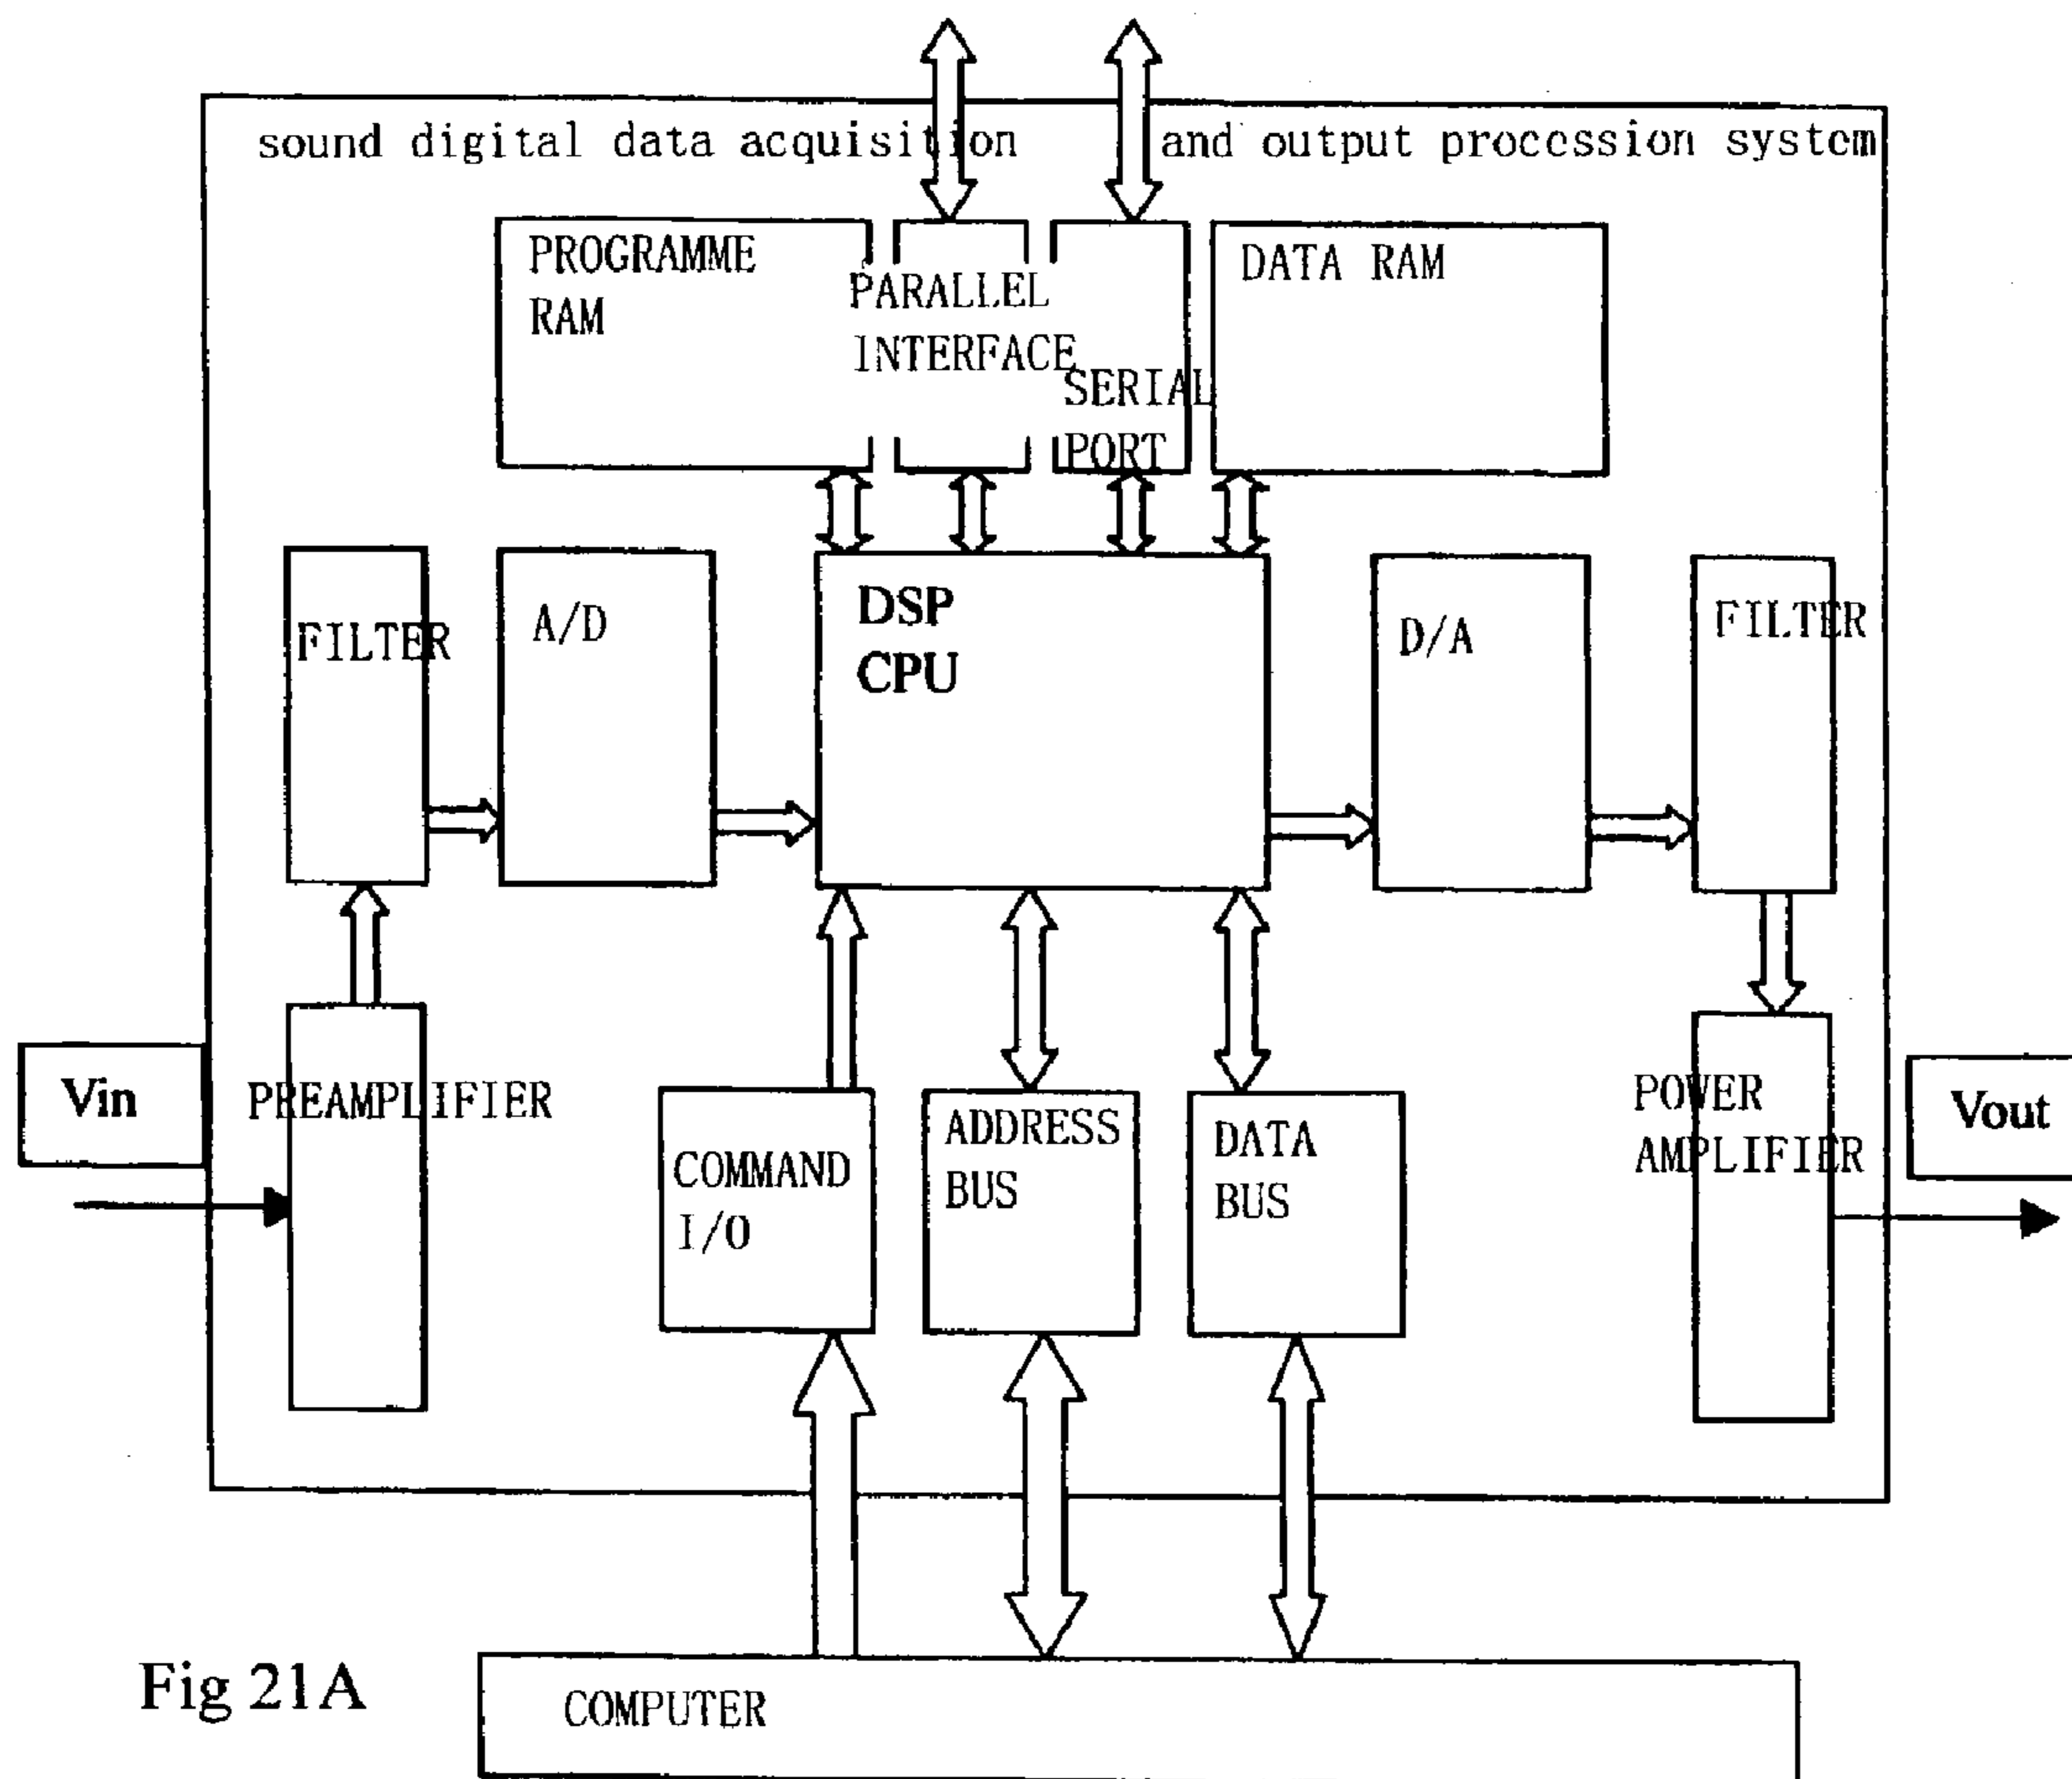 sound digital data acquisition and output procession system
PROGRAMME
RAM
PARALLEL
INTERFACE
SERIAL
PORT
DATA RAM
FILTER
A/D
DSP
CPU
D/A
FILTER
Vin
PREAMPLIFIER
COMMAND
I/O
ADDRESS
BUS
DATA
BUS
POWER
AMPLIFIER
Vout
Fig 21A
COMPUTER